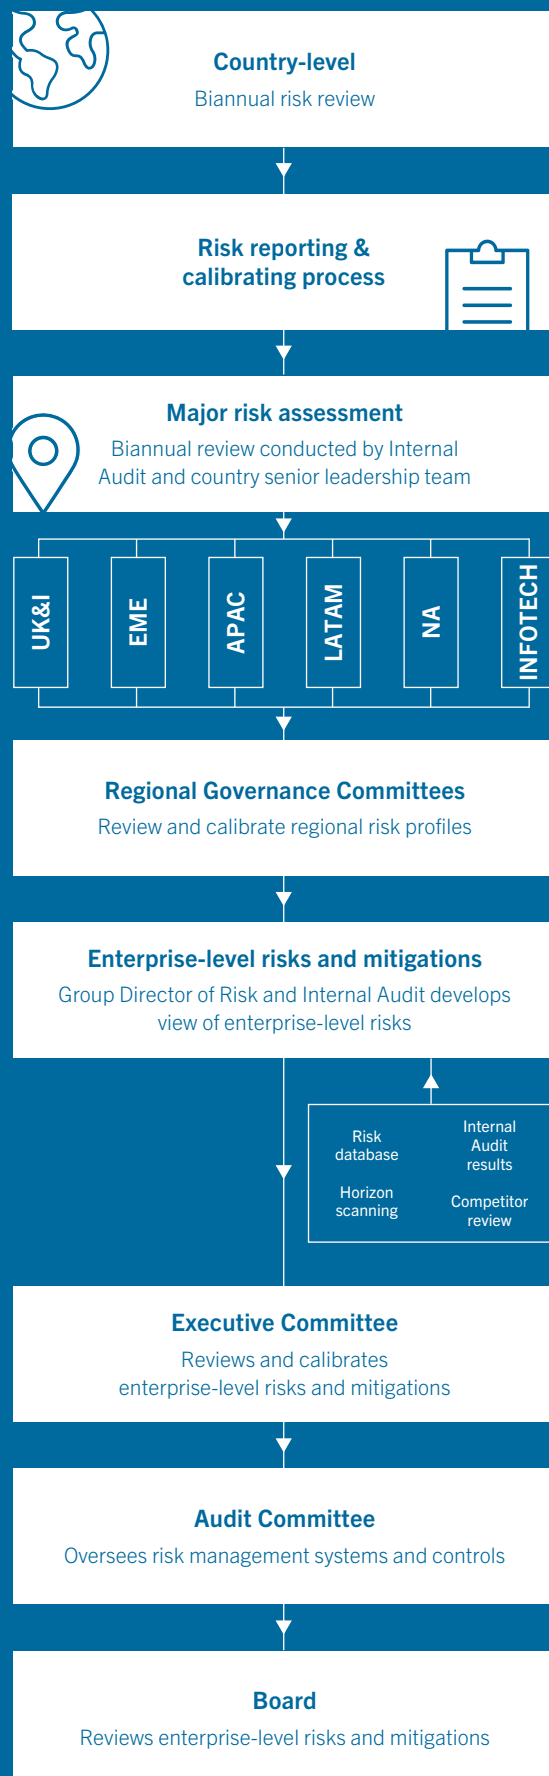 Country-level
Biannual risk review
Risk reporting &
calibrating process
Major risk assessment
Biannual review conducted by Internal
Audit and country senior leadership team
UK&I
EME
APAC
LATAM
NA
INFOTECH
Regional Governance Committees
Review and calibrate regional risk profiles
Enterprise-level risks and mitigations
Group Director of Risk and Internal Audit develops
view of enterprise-level risks
Risk
database
Internal
Audit
results
Horizon
scanning
Competitor
review
Executive Committee
Reviews and calibrates
enterprise-level risks and mitigations
Audit Committee
Oversees risk management systems and controls
Board
Reviews enterprise-level risks and mitigations